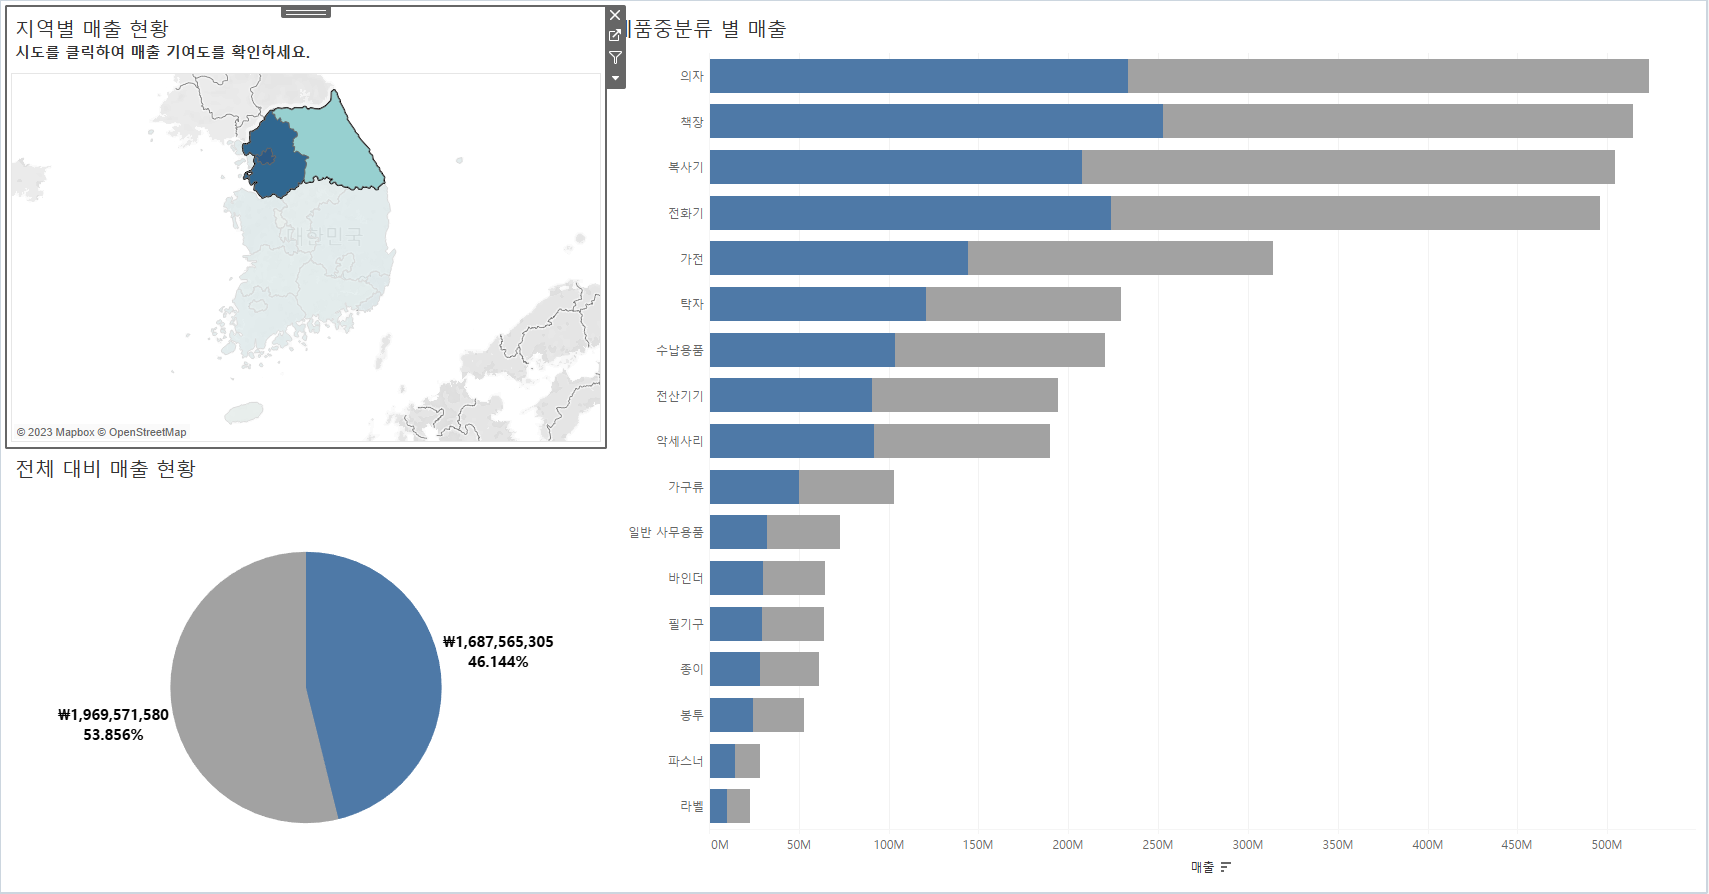 지역별 매출 현황
시도를 클릭하여 매출 기여도를 확인하세요.
대한민국
© 2023 Mapbox © OpenStreetMap
전체 대비 매출 현황
₩1,687,565,305
46.144%
₩1,969,571,580
53.856%
제품중분류 별 매출
의자
책장
복사기
전화기
가전
탁자
수납용품
전산기기
악세사리
가구류
일반 사무용품
바인더
필기구
종이
봉투
파스너
라벨
0M 50M 100M 150M 200M 250M 300M 350M 400M 450M 500M
매출